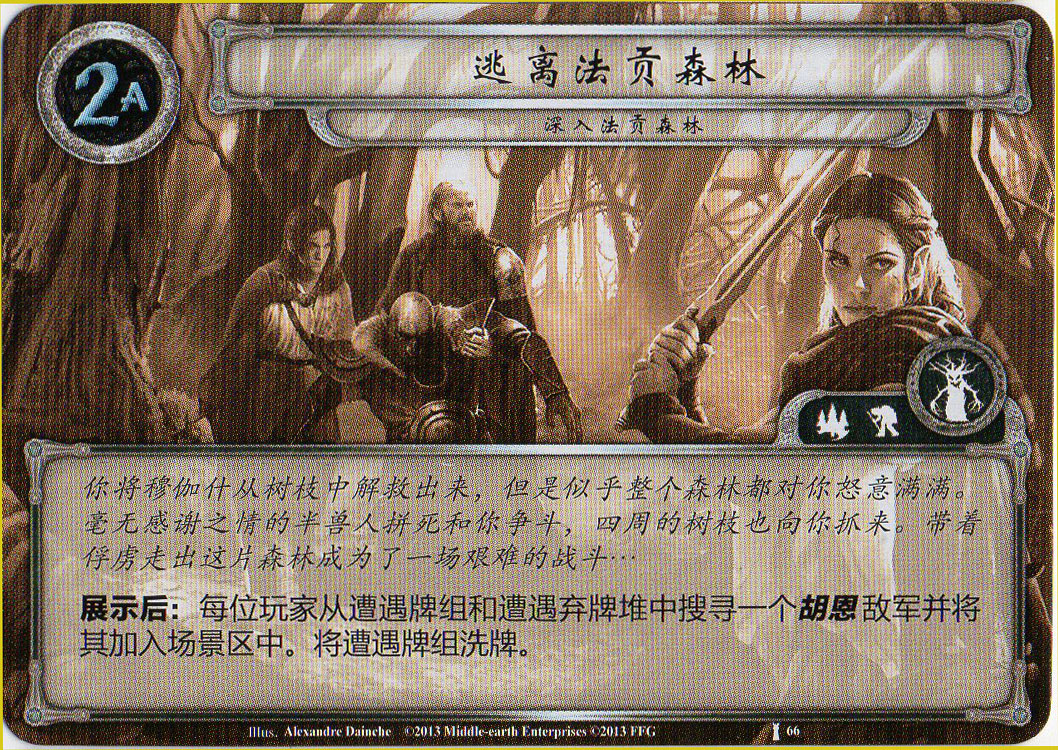 2A
逃离法贡森林
深入法贡森林
你将穆伽什从树枝中解救出来，但是似乎整个森林都对你怒意满满。
毫无感谢之情的半兽人拼死和你争斗，四周的树枝也向你抓来。带着
俘虏走出这片森林成为了一场艰难的战斗…
展示后：每位玩家从遭遇牌组和遭遇弃牌堆中搜寻一个胡恩敌军并将
其加入场景区中。将遭遇牌组洗牌。
Illus. Alexandre Dainche ©2013 Middle-earth Enterprises ©2013 FFG 66